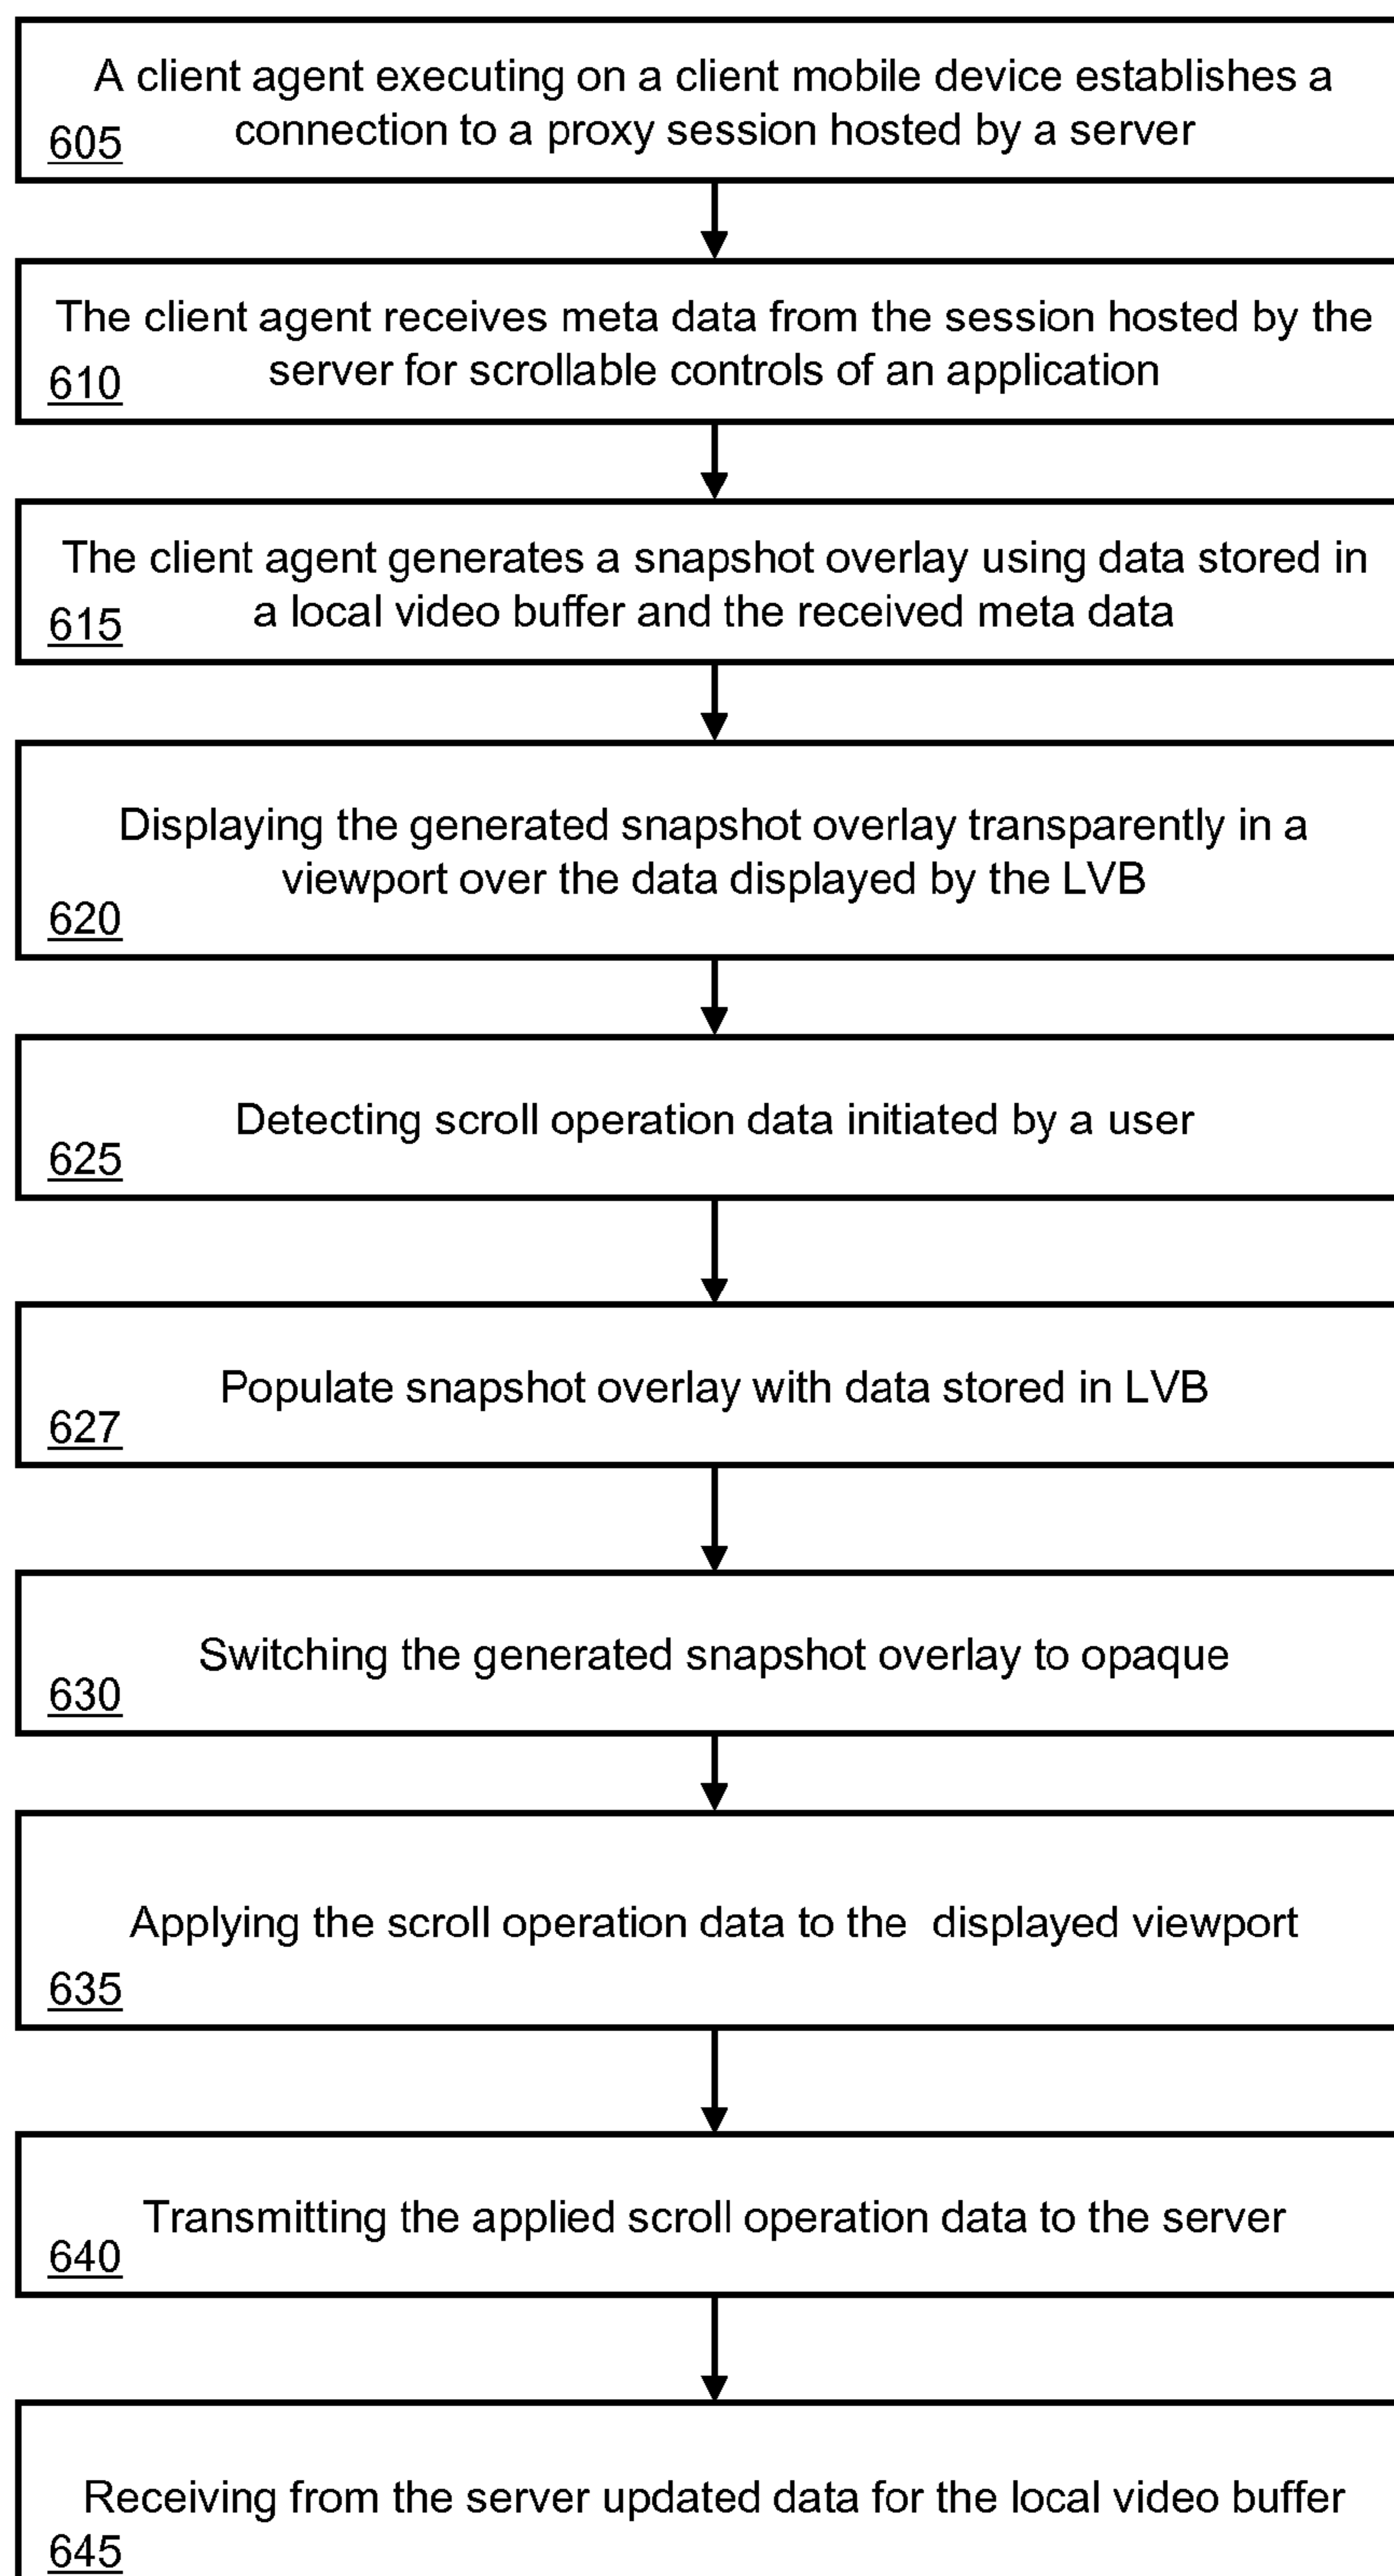 A client agent executing on a client mobile device establishes a
connection to a proxy session hosted by a server
605
The client agent receives meta data from the session hosted by the
server for scrollable controls of an application
610
The client agent generates a snapshot overlay using data stored in
a local video buffer and the received meta data
615
Displaying the generated snapshot overlay transparently in a
viewport over the data displayed by the LVB
620
Detecting scroll operation data initiated by a user
625
Populate snapshot overlay with data stored in LVB
627
Switching the generated snapshot overlay to opaque
630
Applying the scroll operation data to the displayed viewport
635
Transmitting the applied scroll operation data to the server
640
Receiving from the server updated data for the local video buffer
645